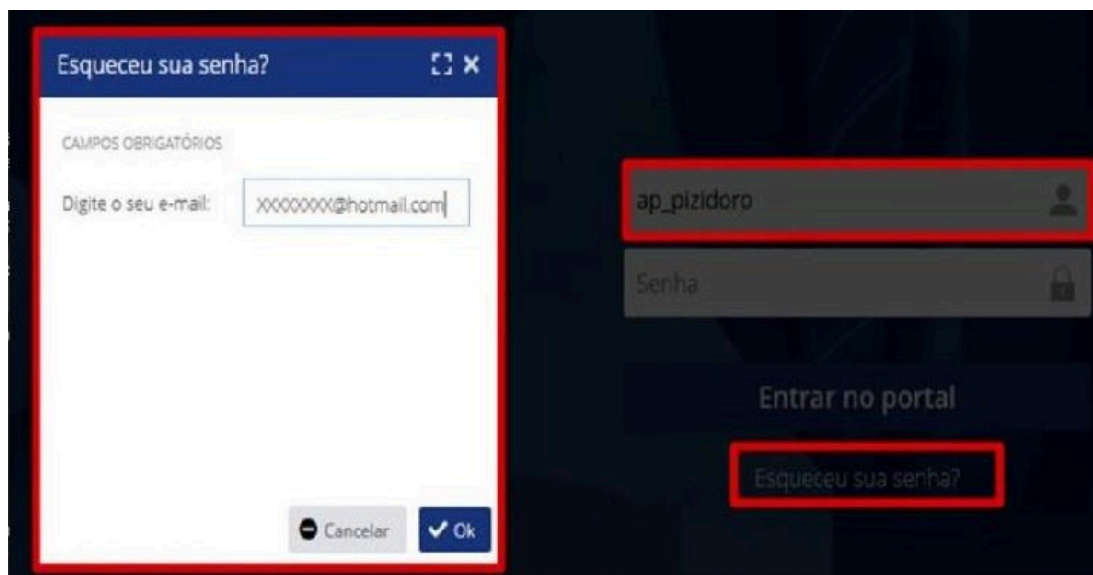 Esqueceu sua senha?
CAMPOS OBRIGATÓRIOS
Digite o seu e-mail: XXXXXXXX@hotmail.com
Cancelar Ok
ap_pizidoro
Senha
Entrar no portal
Esqueceu sua senha?